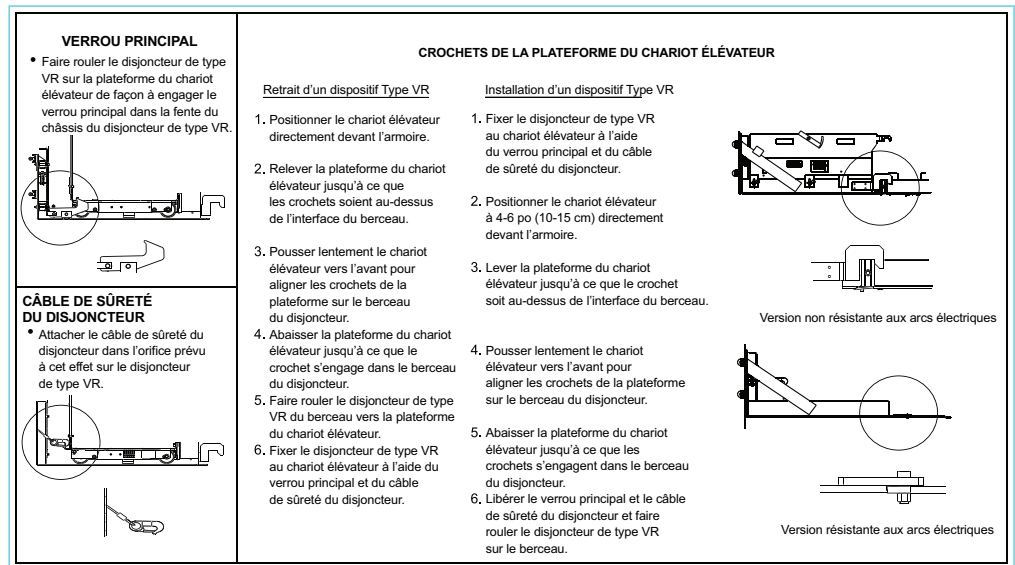 VERROU PRINCIPAL
• Faire rouler le disjoncteur de type
VR sur la plateforme du chariot
élévateur de façon à engager le
verrou principal dans la fente du
châssis du disjoncteur de type VR.
CÂBLE DE SÛRETÉ
DU DISJONCTEUR
• Attacher le câble de sûreté du
disjoncteur dans l'orifice prévu
à cet effet sur le disjoncteur
de type VR.
CROCHETS DE LA PLATEFORME DU CHARIOT ÉLÉVATEUR
Retrait d'un dispositif Type VR
1. Positionner le chariot élévateur
directement devant l'armoire.
2. Relever la plateforme du chariot
élévateur jusqu'à ce que
les crochets soient au-dessus
de l'interface du berceau.
3. Pousser lentement le chariot
élévateur vers l'avant pour
aligner les crochets de la
plateforme sur le berceau
du disjoncteur.
4. Abaisser la plateforme du chariot
élévateur jusqu'à ce que le
crochet s'engage dans le berceau
du disjoncteur.
5. Faire rouler le disjoncteur de type
VR du berceau vers la plateforme
du chariot élévateur.
6. Fixer le disjoncteur de type VR
au chariot élévateur à l'aide du
verrou principal et du câble
de sûreté du disjoncteur.
Installation d'un dispositif Type VR
1. Fixer le disjoncteur de type VR
au chariot élévateur à l'aide
du verrou principal et du câble
de sûreté du disjoncteur.
2. Positionner le chariot élévateur
à 4-6 po (10-15 cm) directement
devant l'armoire.
3. Lever la plateforme du chariot
élévateur jusqu'à ce que le crochet
soit au-dessus de l'interface du berceau.
4. Pousser lentement le chariot
élévateur vers l'avant pour
aligner les crochets de la plateforme
sur le berceau du disjoncteur.
5. Abaisser la plateforme du chariot
élévateur jusqu'à ce que les
crochets s'engagent dans le berceau
du disjoncteur.
6. Libérer le verrou principal et le câble
de sûreté du disjoncteur et faire
rouler le disjoncteur de type VR
sur le berceau.
Version non résistante aux arcs électriques
Version résistante aux arcs électriques